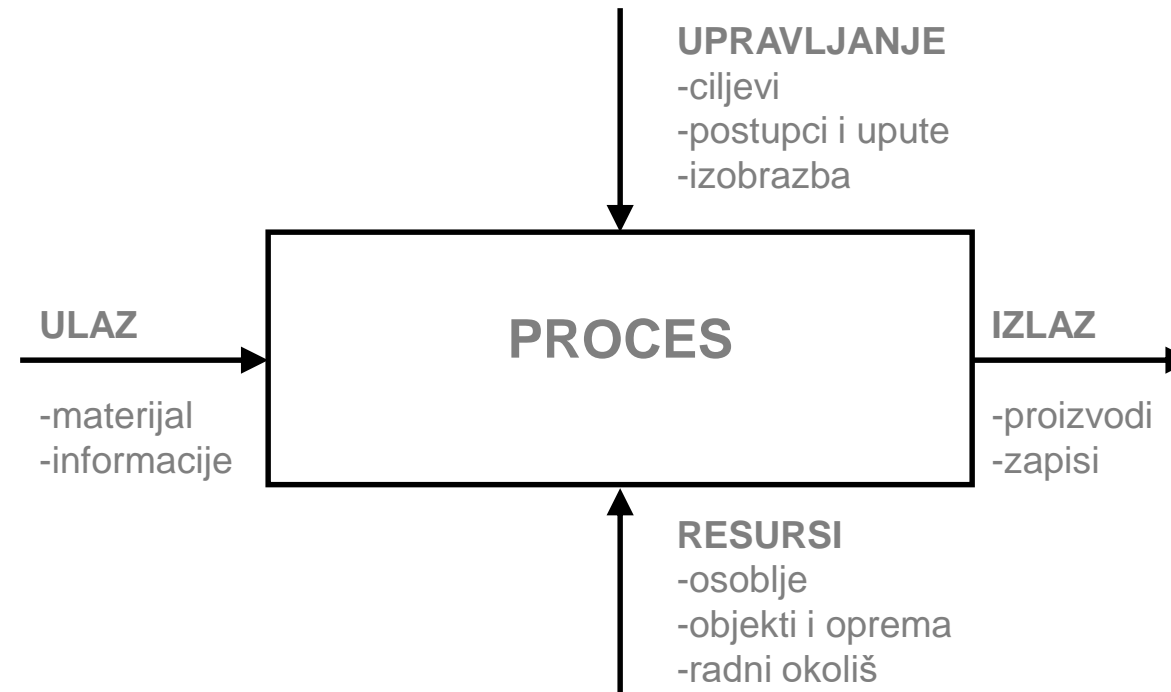 UPRAVLJANJE
-ciljevi
-postupci i upute
-izobrazba
ULAZ
-materijal
-informacije
PROCES
IZLAZ
-proizvodi
-zapisi
RESURSI
-osoblje
-objekti i oprema
-radni okoliš